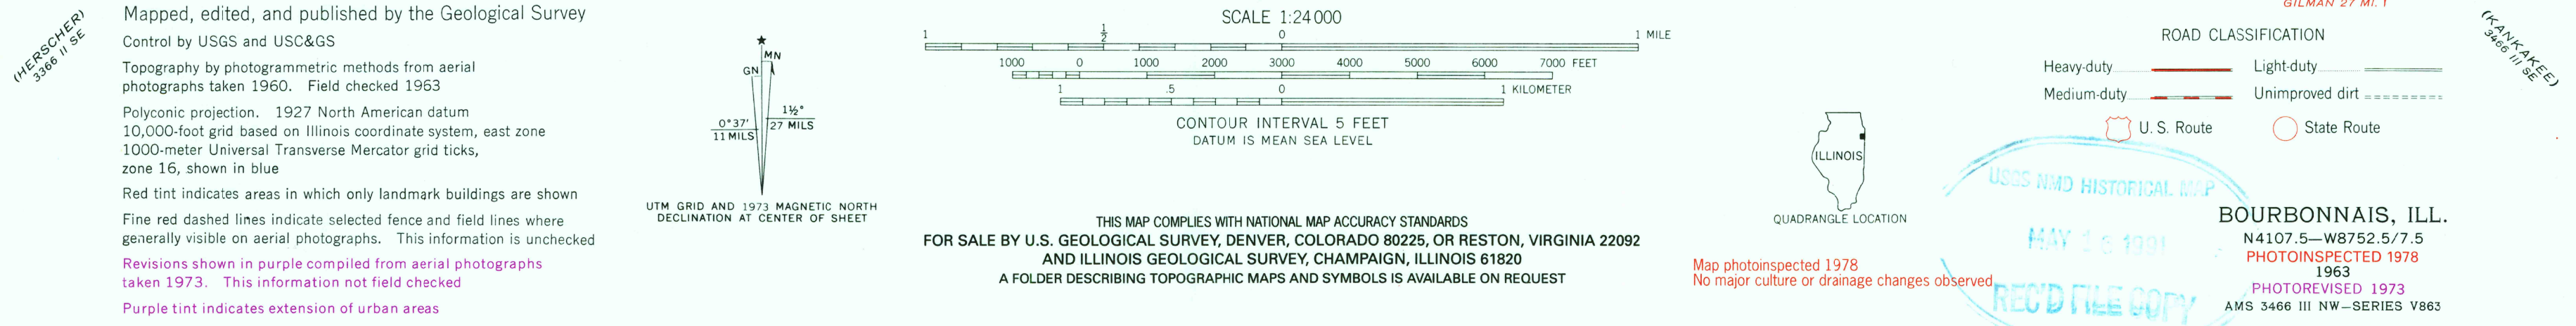 (HERSCHER)
3366 II SE
Mapped, edited, and published by the Geological Survey
Control by USGS and USC&GS
Topography by photogrammetric methods from aerial
photographs taken 1960. Field checked 1963
Polyconic projection. 1927 North American datum
10,000-foot grid based on Illinois coordinate system, east zone
1000-meter Universal Transverse Mercator grid ticks,
zone 16, shown in blue
Red tint indicates areas in which only landmark buildings are shown
Fine red dashed lines indicate selected fence and field lines where
generally visible on aerial photographs. This information is unchecked
Revisions shown in purple compiled from aerial photographs
taken 1973. This information not field checked
Purple tint indicates extension of urban areas
★
MN
GN
1½°
27 MILS
0°37′
11 MILS
UTM GRID AND 1973 MAGNETIC NORTH
DECLINATION AT CENTER OF SHEET
SCALE 1:24 000
1 ½ 0 1 MILE
1000 0 1000 2000 3000 4000 5000 6000 7000 FEET
1 .5 0 1 KILOMETER
CONTOUR INTERVAL 5 FEET
DATUM IS MEAN SEA LEVEL
THIS MAP COMPLIES WITH NATIONAL MAP ACCURACY STANDARDS
FOR SALE BY U.S. GEOLOGICAL SURVEY, DENVER, COLORADO 80225, OR RESTON, VIRGINIA 22092
AND ILLINOIS GEOLOGICAL SURVEY, CHAMPAIGN, ILLINOIS 61820
A FOLDER DESCRIBING TOPOGRAPHIC MAPS AND SYMBOLS IS AVAILABLE ON REQUEST
ILLINOIS
QUADRANGLE LOCATION
Map photoinspected 1978
No major culture or drainage changes observed
GILMAN 27 MI.
(KANKAKEE)
3466 III SE
ROAD CLASSIFICATION
Heavy-duty Light-duty
Medium-duty Unimproved dirt
U. S. Route State Route
USGS NMD HISTORICAL MAP
MAY 16 1991
REC'D FILE COPY
BOURBONNAIS, ILL.
N4107.5—W8752.5/7.5
PHOTOINSPECTED 1978
1963
PHOTOREVISED 1973
AMS 3466 III NW—SERIES V863